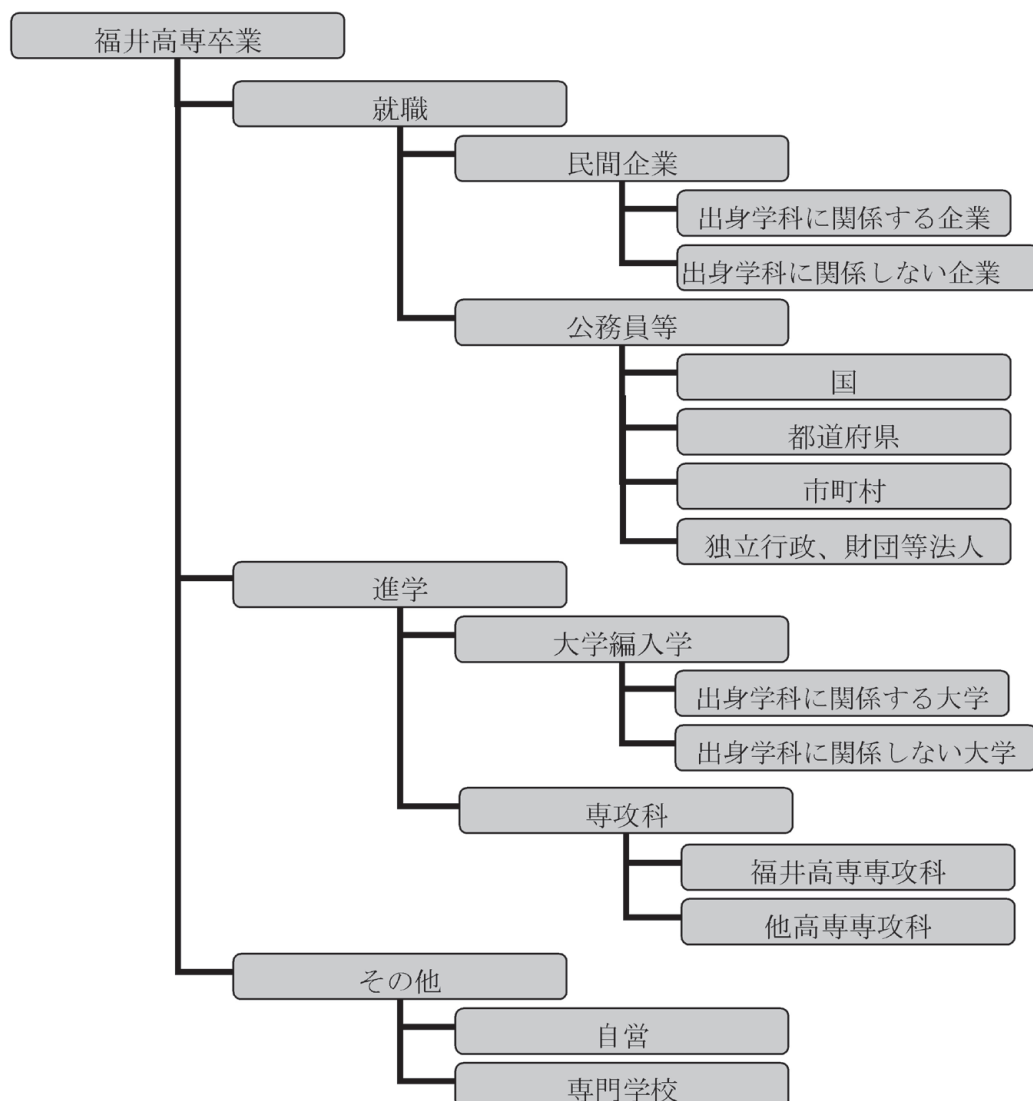 福井高専卒業
就職
民間企業
出身学科に関係する企業
出身学科に関係しない企業
公務員等
国
都道府県
市町村
独立行政、財団等法人
進学
大学編入学
出身学科に関係する大学
出身学科に関係しない大学
専攻科
福井高専専攻科
他高専専攻科
その他
自営
専門学校